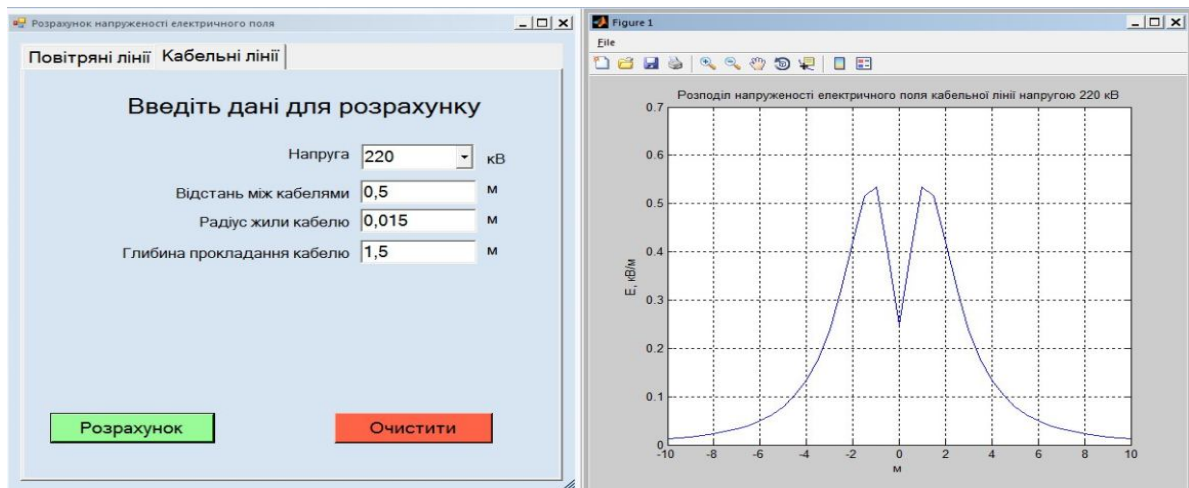 Розрахунок напруженості електричного поля
Повітряні лінії Кабельні лінії
Введіть дані для розрахунку
Напруга 220 кВ
Відстань між кабелями 0,5 м
Радіус жили кабелю 0,015 м
Глибина прокладання кабелю 1,5 м
Розрахунок Очистити
Figure 1
File
Розподіл напруженості електричного поля кабельної лінії напругою 220 кВ
0.7
0.6
0.5
0.4
0.3
0.2
0.1
0
E, кВ/м
-10 -8 -6 -4 -2 0 2 4 6 8 10
м